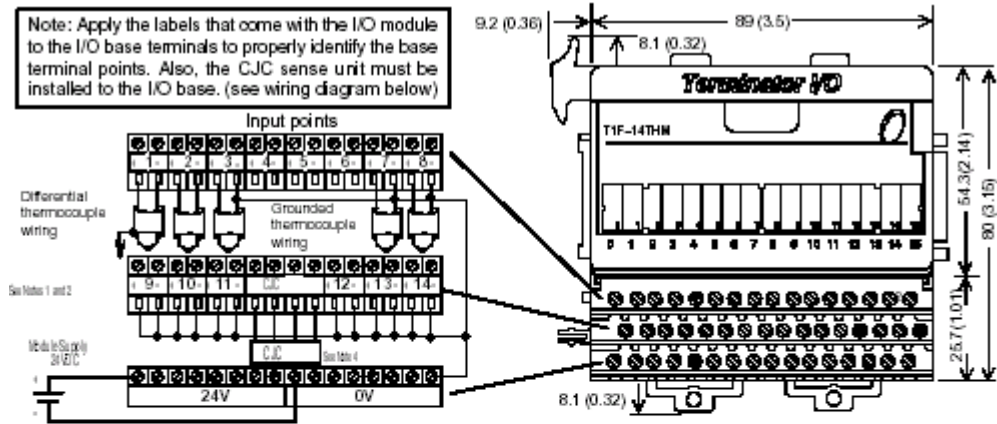 Note: Apply the labels that come with the I/O module
to the I/O base terminals to properly identify the base
terminal points. Also, the CJC sense unit must be
installed to the I/O base. (see wiring diagram below)
Input points
1 2 3 4 5 6 7 8
Differential
thermocouple
wiring
Grounded
thermocouple
wiring
9 10 11 CJC 12 13 14
See Notes 1 and 2
CJC
See Note 4
Module Supply
24VDC
+
-
24V 0V
9.2 (0.36)
89 (3.5)
8.1 (0.32)
Terminator I/O
T1F-14THM
0 1 2 3 4 5 6 7 8 9 10 11 12 13 14 15
54.3(2.14)
80 (3.15)
25.7(1.01)
8.1 (0.32)